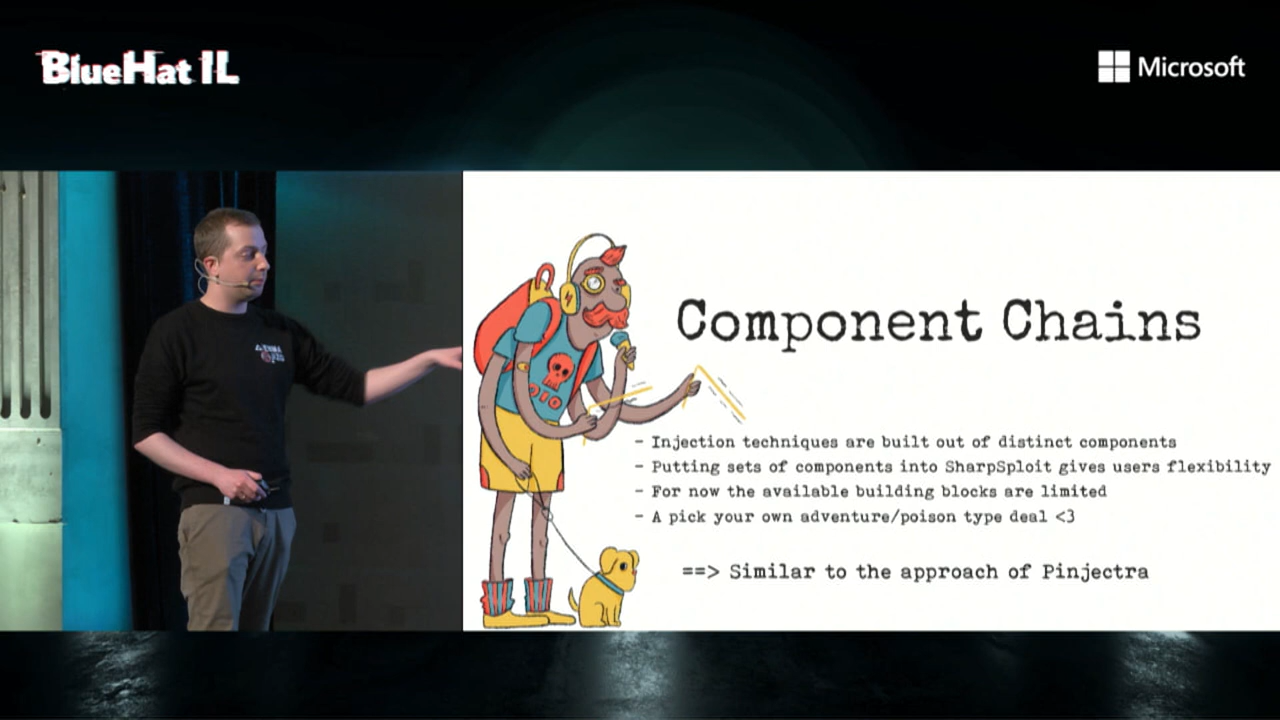 BlueHat IL
Microsoft
Component Chains
- Injection techniques are built out of distinct components
- Putting sets of components into SharpSploit gives users flexibility
- For now the available building blocks are limited
- A pick your own adventure/poison type deal <3
==> Similar to the approach of Pinjectra